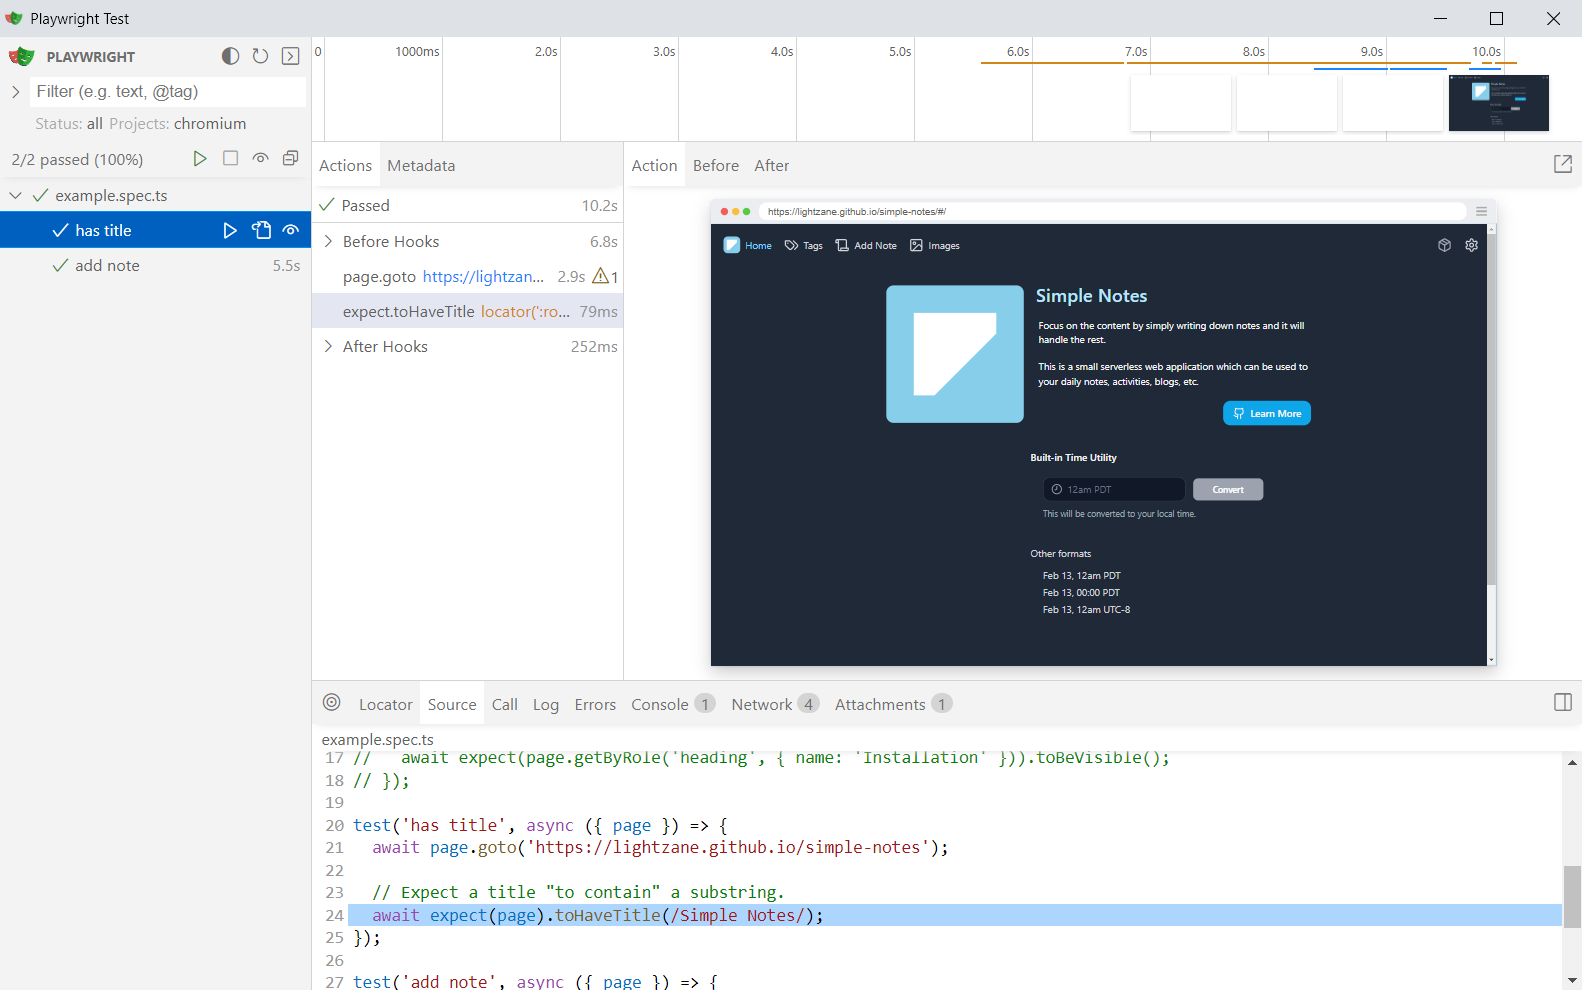 Playwright Test
PLAYWRIGHT
Filter (e.g. text, @tag)
Status: all Projects: chromium
2/2 passed (100%)
example.spec.ts
has title
add note 5.5s
0 1000ms 2.0s 3.0s 4.0s 5.0s 6.0s 7.0s 8.0s 9.0s 10.0s
Actions Metadata
Passed 10.2s
Before Hooks 6.8s
page.goto https://lightzan... 2.9s 1
expect.toHaveTitle locator(':ro... 79ms
After Hooks 252ms
Action Before After
https://lightzane.github.io/simple-notes/#/
Home Tags Add Note Images
Simple Notes
Focus on the content by simply writing down notes and it will
handle the rest.
This is a small serverless web application which can be used to
your daily notes, activities, blogs, etc.
Learn More
Built-in Time Utility
12am PDT Convert
This will be converted to your local time.
Other formats
Feb 13, 12am PDT
Feb 13, 00:00 PDT
Feb 13, 12am UTC-8
Locator Source Call Log Errors Console 1 Network 4 Attachments 1
example.spec.ts
17 //   await expect(page.getByRole('heading', { name: 'Installation' })).toBeVisible();
18 // });
19
20 test('has title', async ({ page }) => {
21   await page.goto('https://lightzane.github.io/simple-notes');
22
23   // Expect a title "to contain" a substring.
24   await expect(page).toHaveTitle(/Simple Notes/);
25 });
26
27 test('add note', async ({ page }) => {